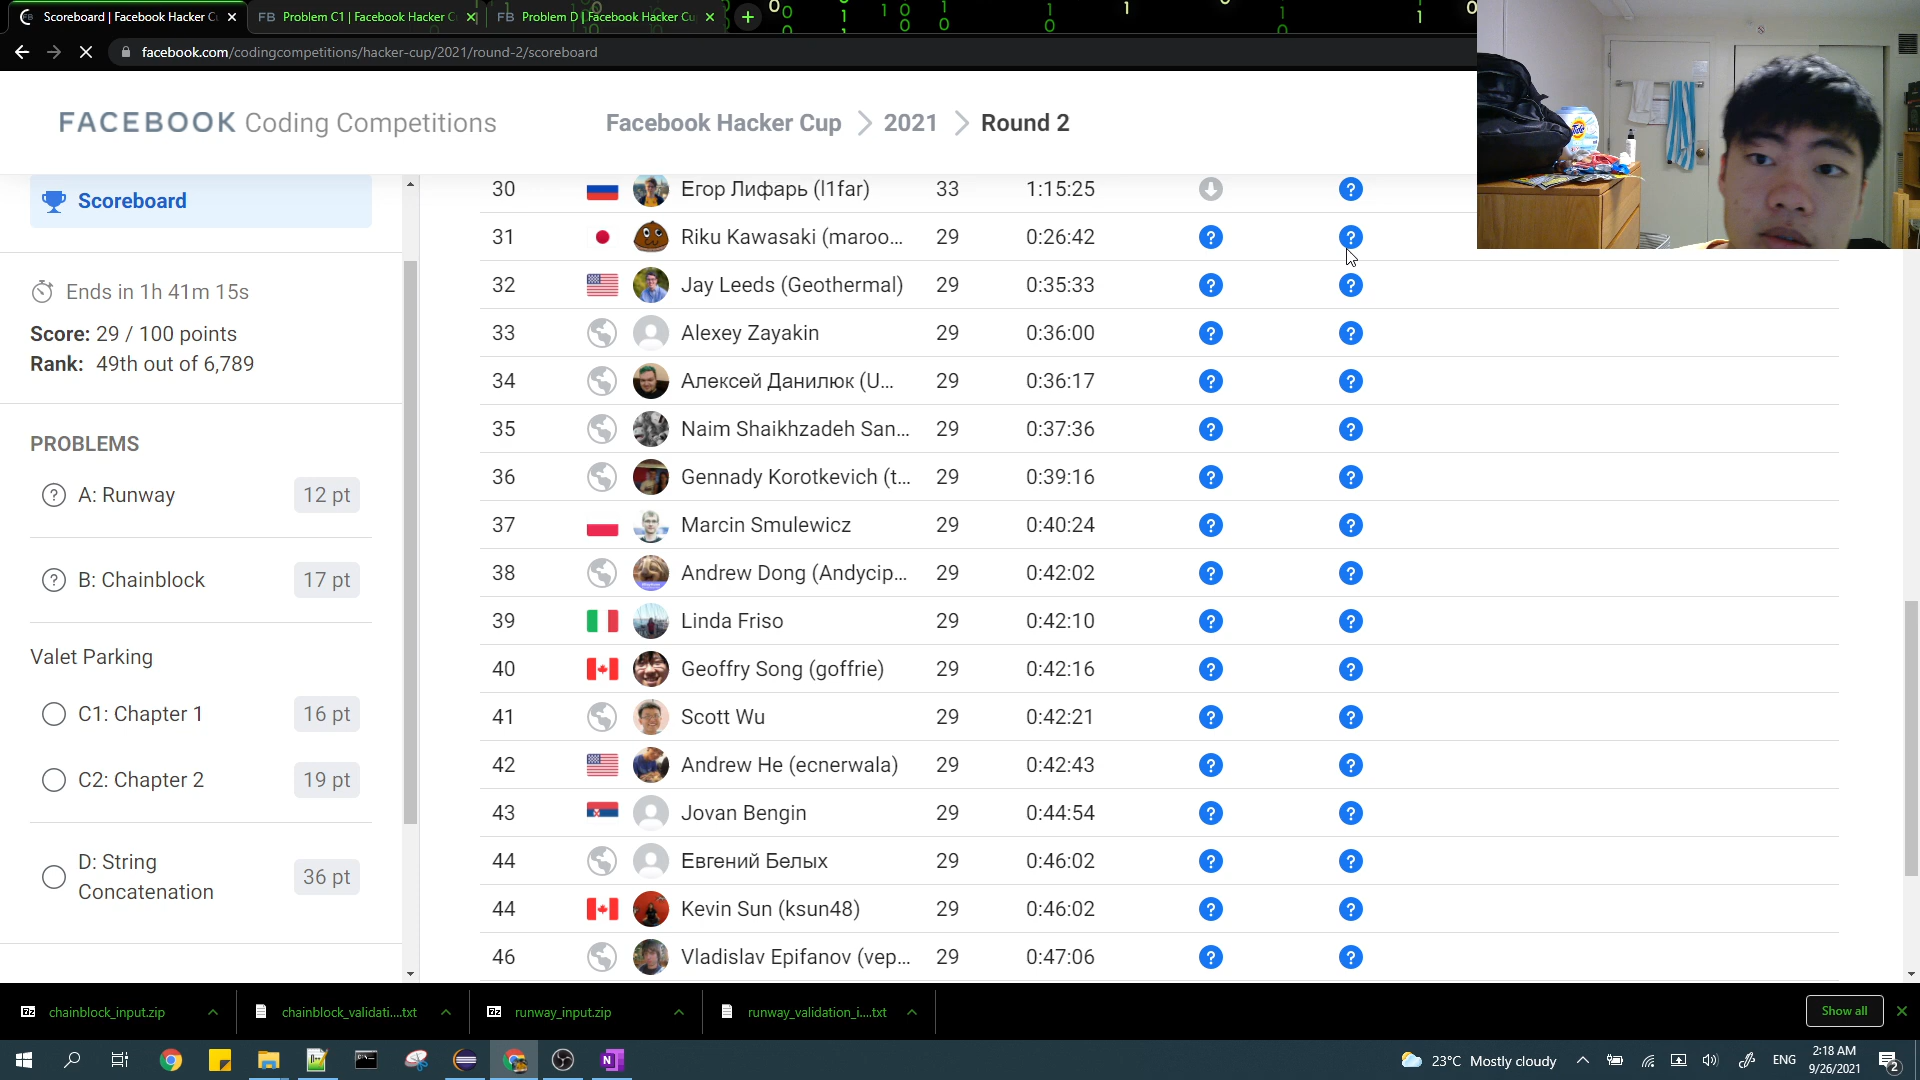 Scoreboard | Facebook Hacker C
Problem C1 | Facebook Hacker C
Problem D | Facebook Hacker Cu
facebook.com/codingcompetitions/hacker-cup/2021/round-2/scoreboard
FACEBOOK Coding Competitions
Facebook Hacker Cup
2021
Round 2
Scoreboard
Ends in 1h 41m 15s
Score: 29 / 100 points
Rank: 49th out of 6,789
PROBLEMS
A: Runway 12 pt
B: Chainblock 17 pt
Valet Parking
C1: Chapter 1 16 pt
C2: Chapter 2 19 pt
D: String Concatenation 36 pt
30 Егор Лифарь (l1far) 33 1:15:25
31 Riku Kawasaki (maroo... 29 0:26:42
32 Jay Leeds (Geothermal) 29 0:35:33
33 Alexey Zayakin 29 0:36:00
34 Алексей Данилюк (U... 29 0:36:17
35 Naim Shaikhzadeh San... 29 0:37:36
36 Gennady Korotkevich (t... 29 0:39:16
37 Marcin Smulewicz 29 0:40:24
38 Andrew Dong (Andycip... 29 0:42:02
39 Linda Friso 29 0:42:10
40 Geoffry Song (goffrie) 29 0:42:16
41 Scott Wu 29 0:42:21
42 Andrew He (ecnerwala) 29 0:42:43
43 Jovan Bengin 29 0:44:54
44 Евгений Белых 29 0:46:02
44 Kevin Sun (ksun48) 29 0:46:02
46 Vladislav Epifanov (vep... 29 0:47:06
Tide
chainblock_input.zip
chainblock_validati....txt
runway_input.zip
runway_validation_i....txt
Show all
23°C Mostly cloudy
ENG
2:18 AM
9/26/2021
2